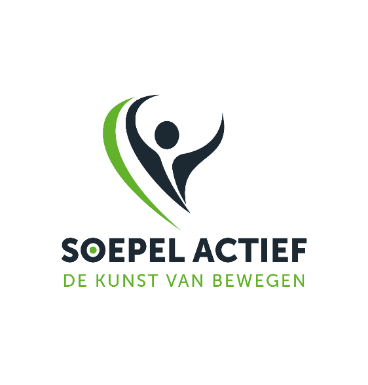 SOEPEL ACTIEF
DE KUNST VAN BEWEGEN